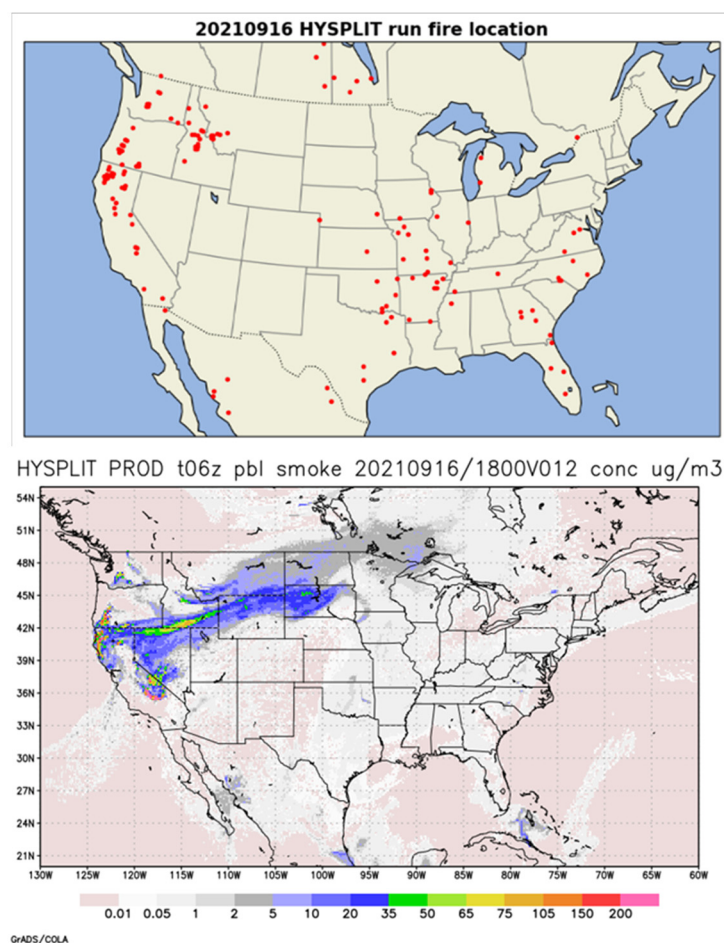 20210916 HYSPLIT run fire location
HYSPLIT PROD t06z pbl smoke 20210916/1800V012 conc ug/m3
54N
51N
48N
45N
42N
39N
36N
33N
30N
27N
24N
21N
130W 125W 120W 115W 110W 105W 100W 95W 90W 85W 80W 75W 70W 65W 60W
0.01 0.05 1 2 5 10 20 35 50 65 75 105 150 200
GrADS/COLA